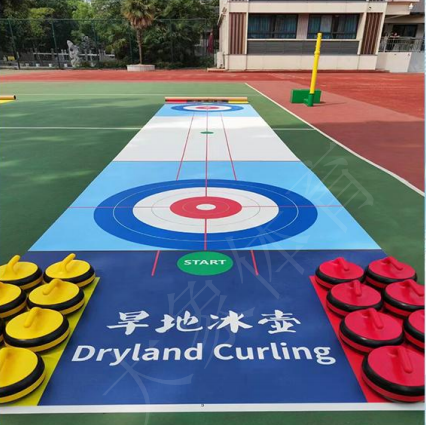 START
旱地冰壶
Dryland Curling